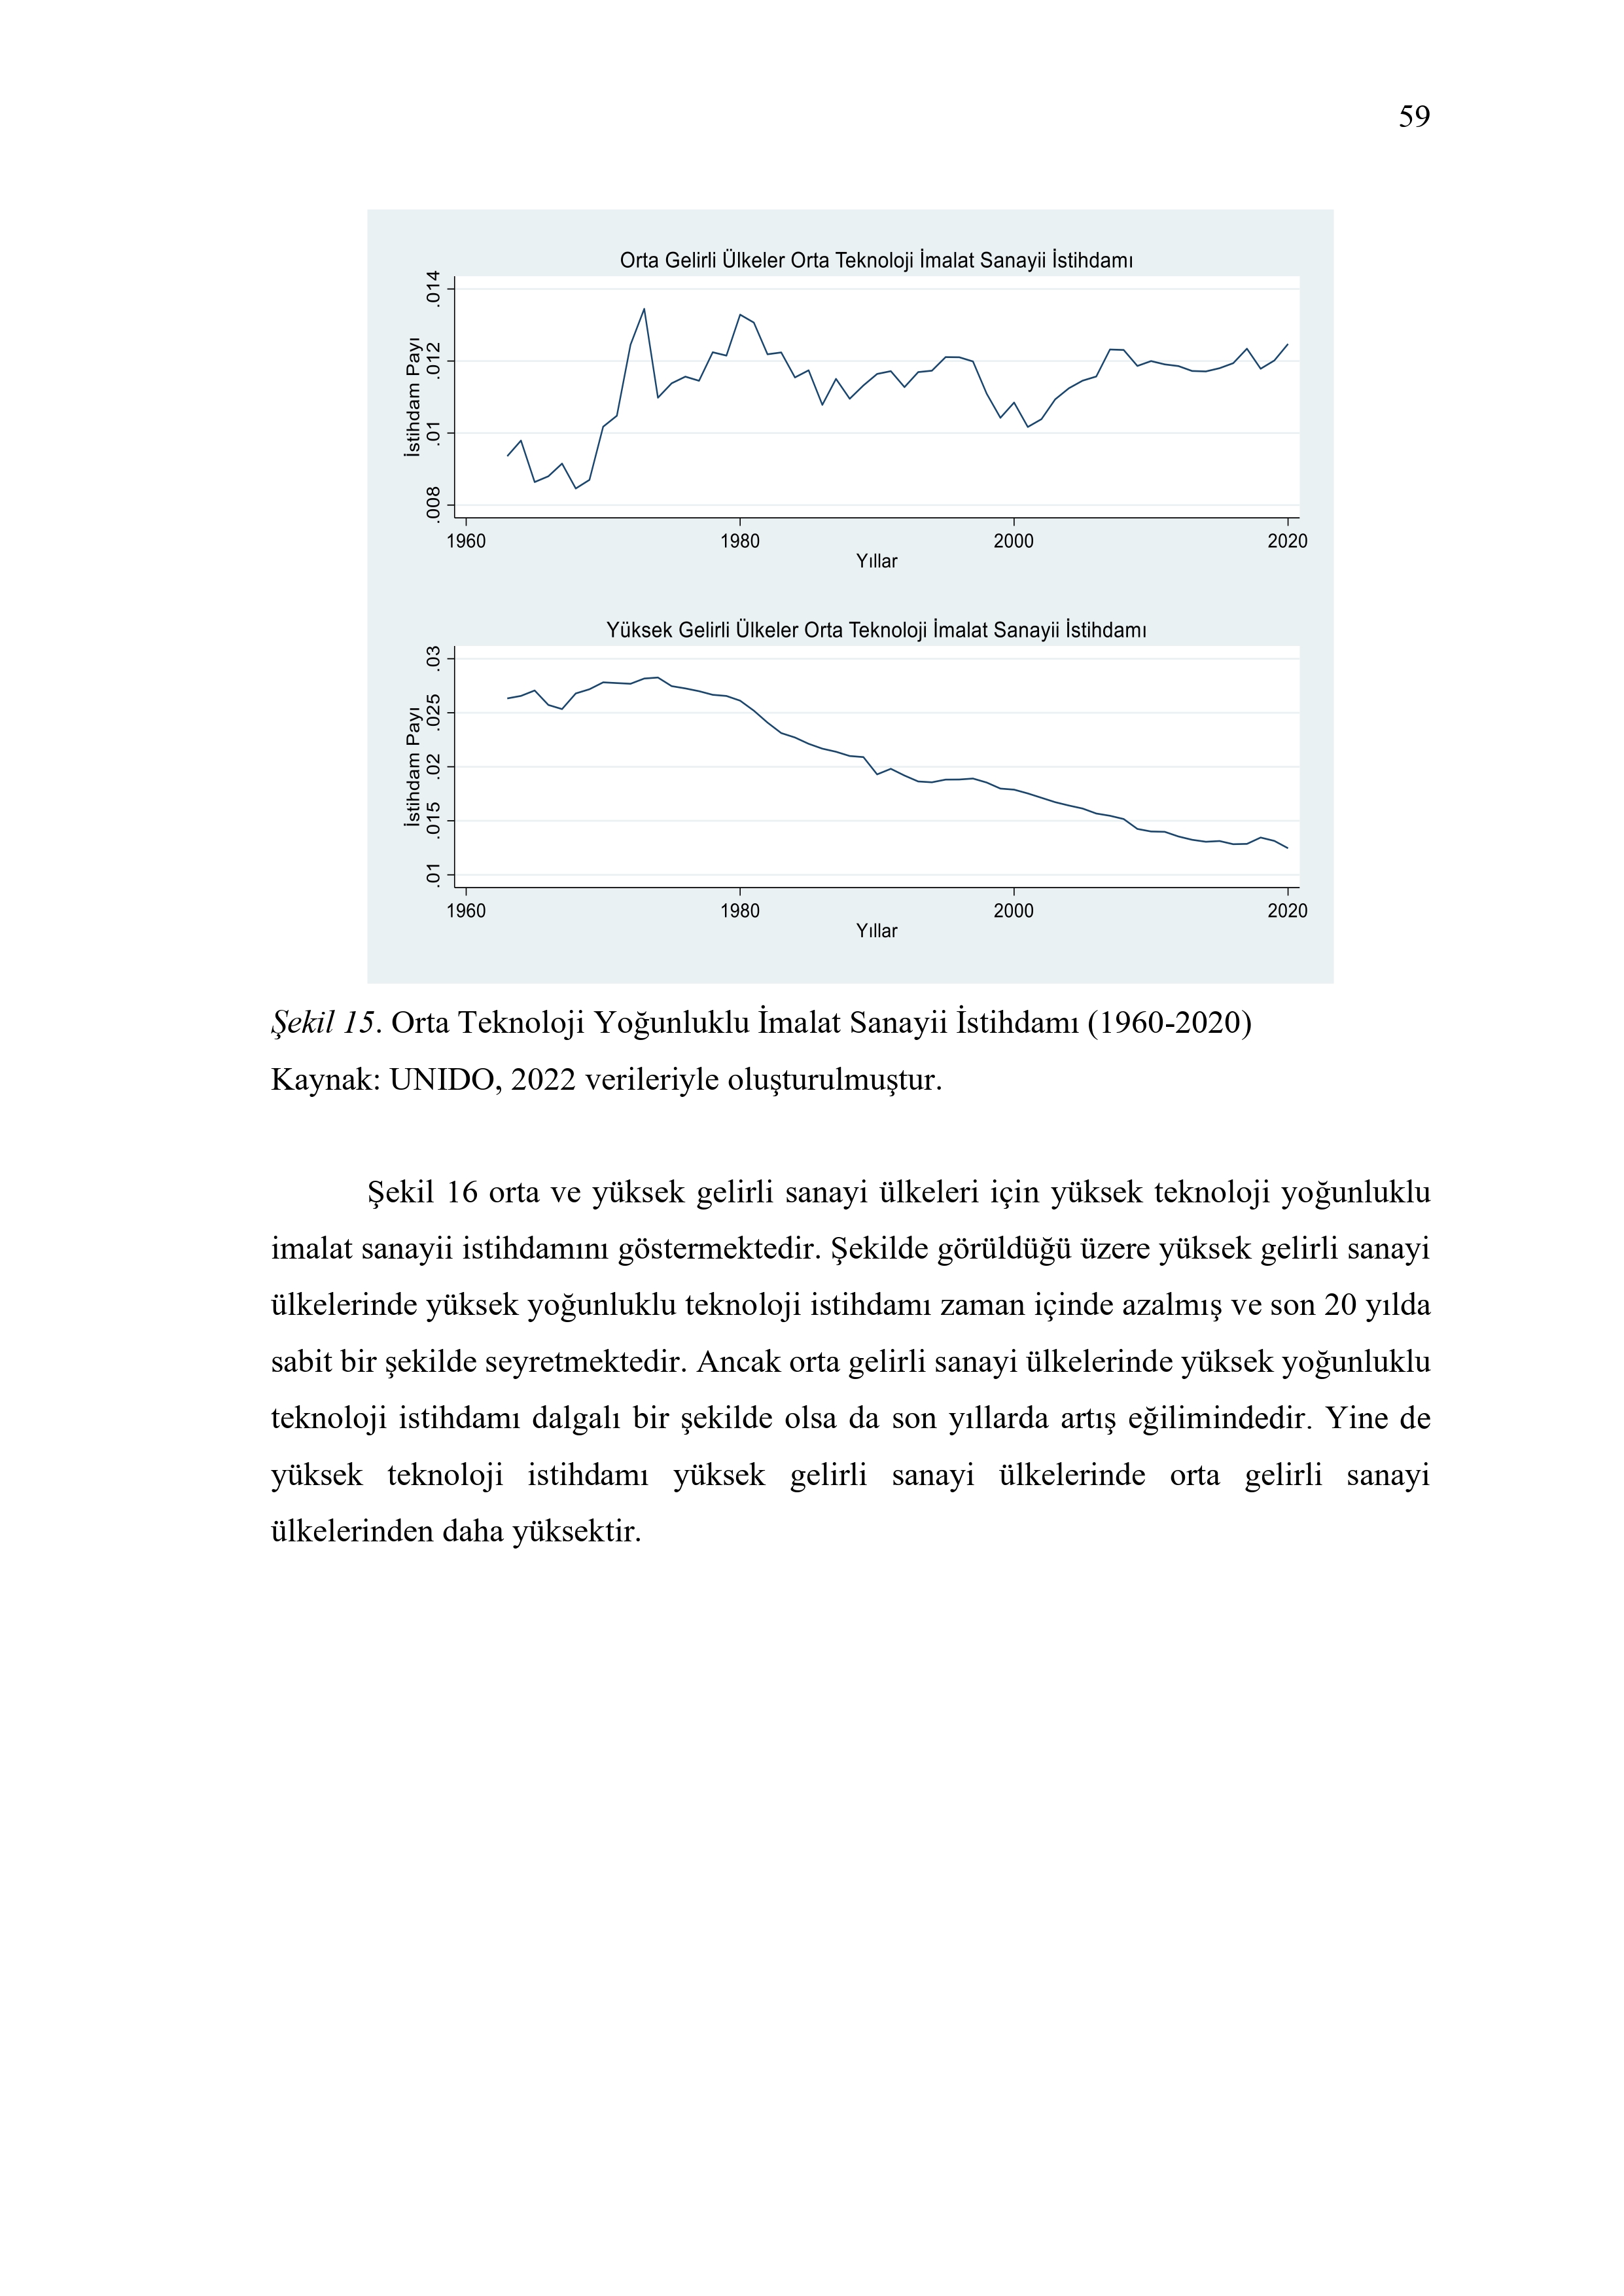 59
Orta Gelirli Ülkeler Orta Teknoloji İmalat Sanayii İstihdamı
İstihdam Payı
.014
.012
.01
.008
1960 1980 2000 2020
Yıllar
Yüksek Gelirli Ülkeler Orta Teknoloji İmalat Sanayii İstihdamı
İstihdam Payı
.03
.025
.02
.015
.01
1960 1980 2000 2020
Yıllar
Şekil 15. Orta Teknoloji Yoğunluklu İmalat Sanayii İstihdamı (1960-2020)
Kaynak: UNIDO, 2022 verileriyle oluşturulmuştur.
Şekil 16 orta ve yüksek gelirli sanayi ülkeleri için yüksek teknoloji yoğunluklu
imalat sanayii istihdamını göstermektedir. Şekilde görüldüğü üzere yüksek gelirli sanayi
ülkelerinde yüksek yoğunluklu teknoloji istihdamı zaman içinde azalmış ve son 20 yılda
sabit bir şekilde seyretmektedir. Ancak orta gelirli sanayi ülkelerinde yüksek yoğunluklu
teknoloji istihdamı dalgalı bir şekilde olsa da son yıllarda artış eğilimindedir. Yine de
yüksek teknoloji istihdamı yüksek gelirli sanayi ülkelerinde orta gelirli sanayi
ülkelerinden daha yüksektir.